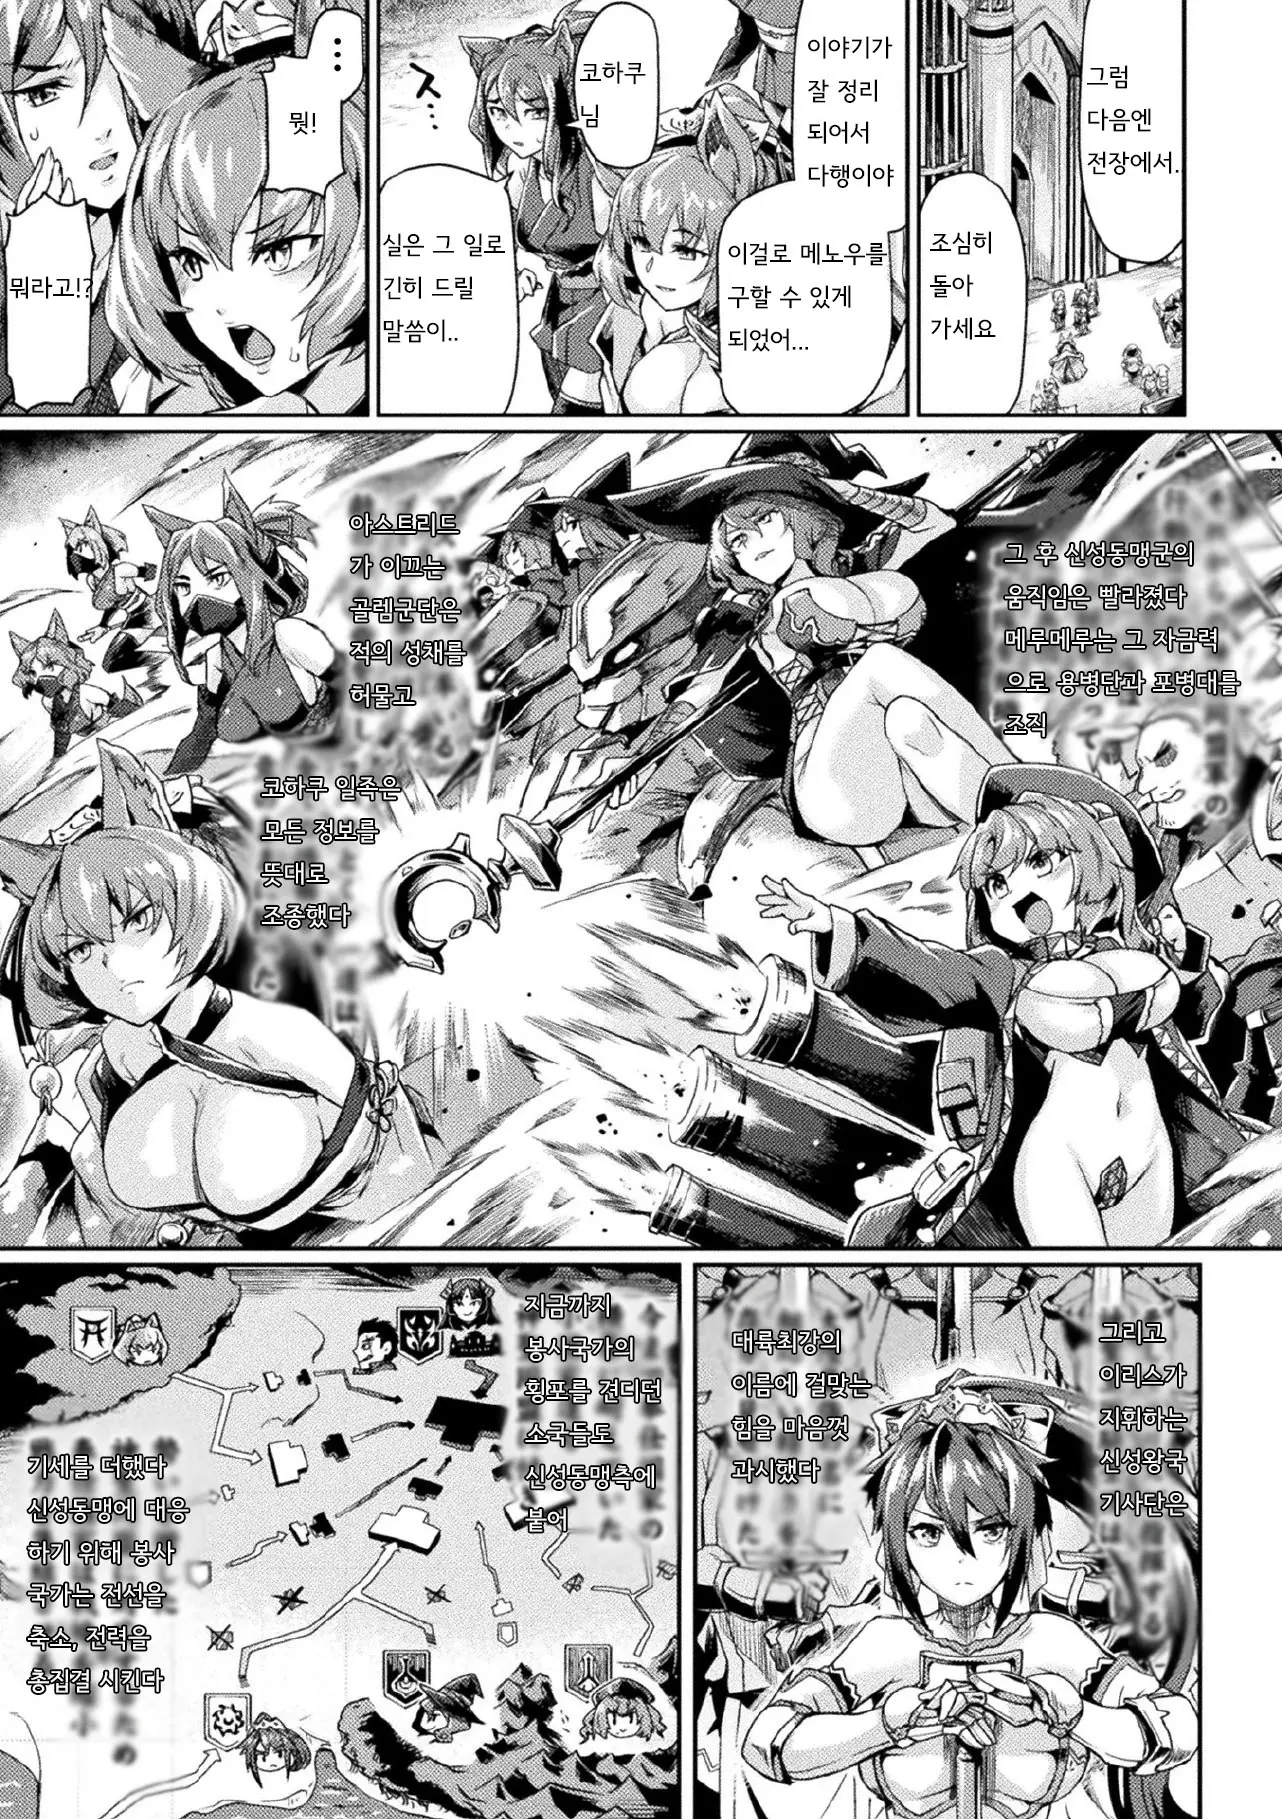 그럼
다음엔
전장에서.
조심히
돌아
가세요
이야기가
잘 정리
되어서
다행이야
이걸로 메노우를
구할 수 있게
되었어...
코하쿠
님
실은 그 일로
긴히 드릴
말씀이..
뭣!
뭐라고!?
그 후 신성동맹군의
움직임은 빨라졌다
메루메루는 그 자금력
으로 용병단과 포병대를
조직
아스트리드
가 이끄는
골렘군단은
적의 성채를
허물고
코하쿠 일족은
모든 정보를
뜻대로
조종했다
그리고
이리스가
지휘하는
신성왕국
기사단은
대륙최강의
이름에 걸맞는
힘을 마음껏
과시했다
지금까지
봉사국가의
횡포를 견디던
소국들도
신성동맹측에
붙어
기세를 더했다
신성동맹에 대응
하기 위해 봉사
국가는 전선을
축소, 전력을
총집결 시킨다